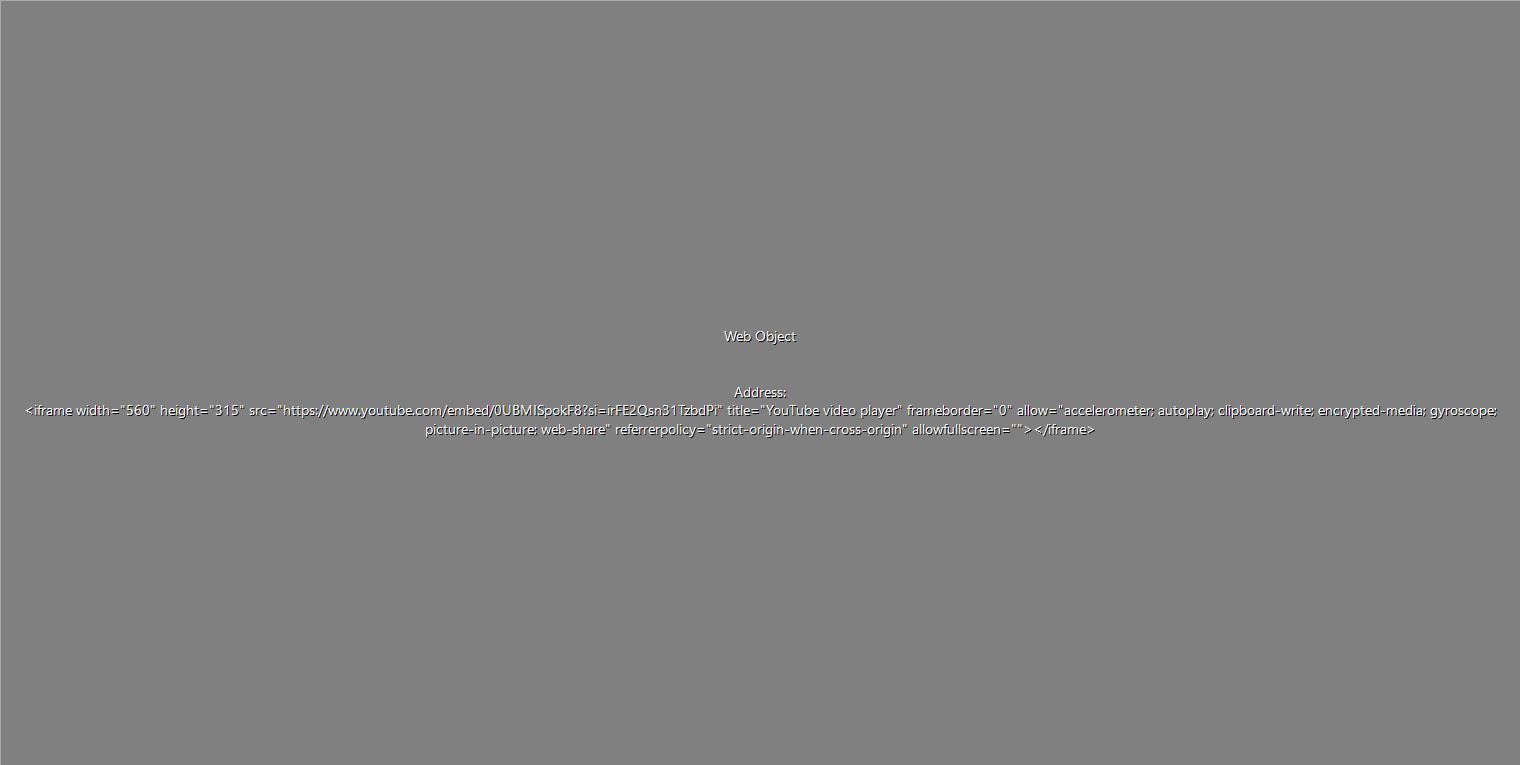 Web Object
Address:
<iframe width="560" height="315" src="https://www.youtube.com/embed/0UBMISpokF8?si=irFE2Qsn31TzbdPi" title="YouTube video player" frameborder="0" allow="accelerometer; autoplay; clipboard-write; encrypted-media; gyroscope;
picture-in-picture; web-share" referrerpolicy="strict-origin-when-cross-origin" allowfullscreen=""></iframe>